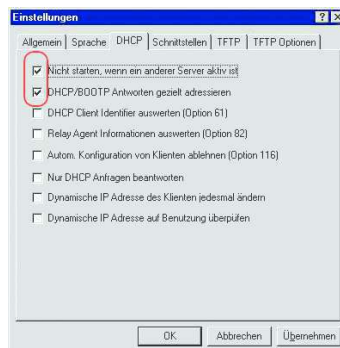 Einstellungen
Allgemein Sprache DHCP Schnittstellen TFTP TFTP Optionen
Nicht starten, wenn ein anderer Server aktiv ist
DHCP/BOOTP Antworten gezielt adressieren
DHCP Client Identifier auswerten (Option 61)
Relay Agent Informationen auswerten (Option 82)
Autom. Konfiguration von Klienten ablehnen (Option 116)
Nur DHCP Anfragen beantworten
Dynamische IP Adresse des Klienten jedesmal ändern
Dynamische IP Adresse auf Benutzung überpüfen
OK Abbrechen Übernehmen